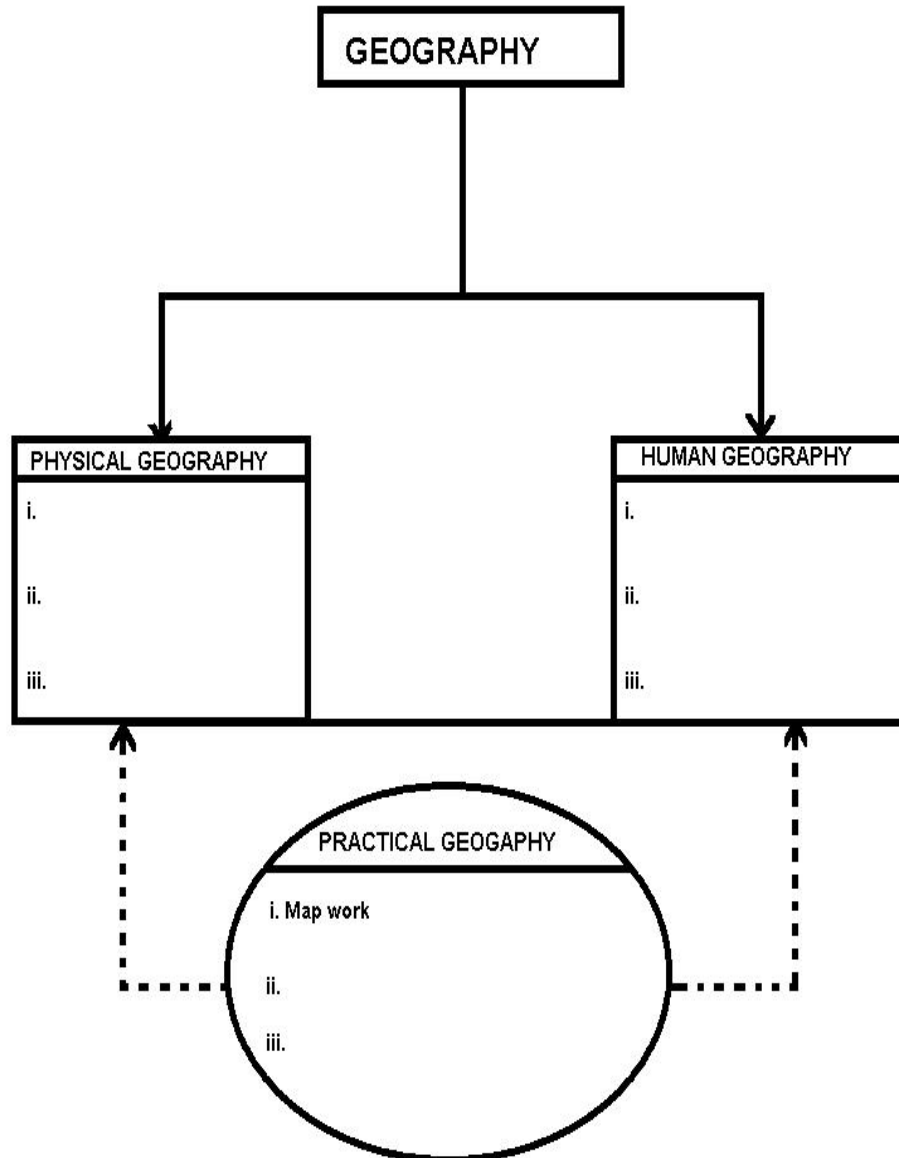 GEOGRAPHY
PHYSICAL GEOGRAPHY
i.
ii.
iii.
HUMAN GEOGRAPHY
i.
ii.
iii.
PRACTICAL GEOGAPHY
i. Map work
ii.
iii.